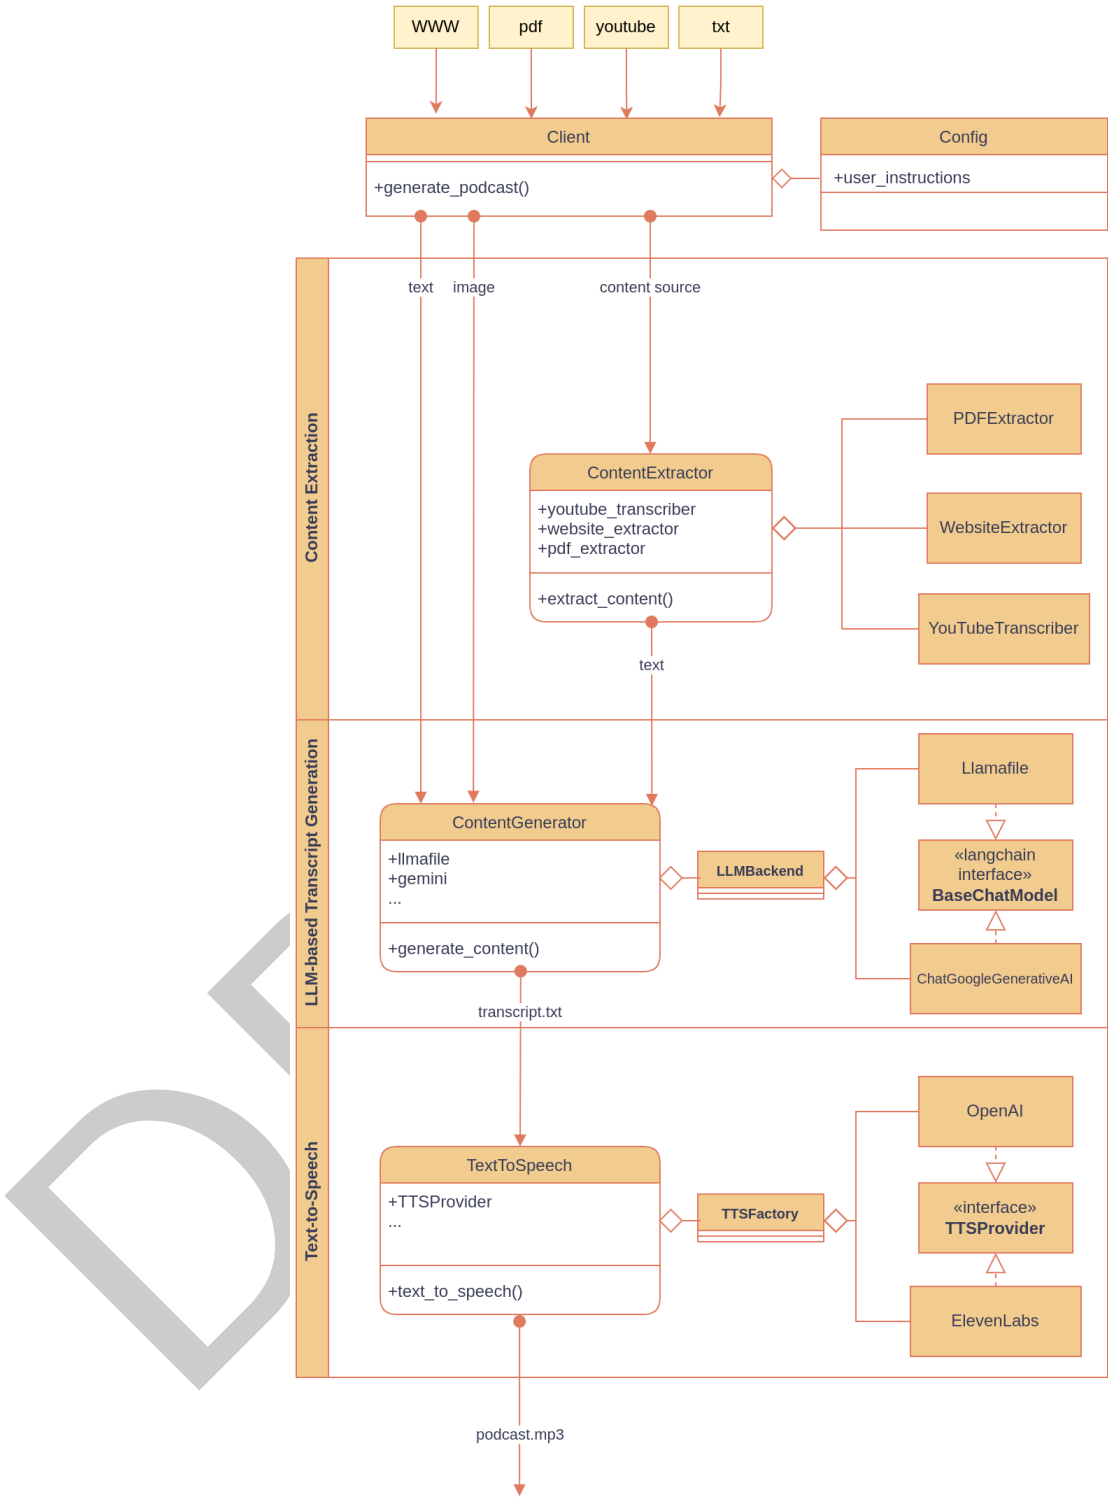 WWW
pdf
youtube
txt
Client
+generate_podcast()
Config
+user_instructions
text
image
content source
Content Extraction
PDFExtractor
ContentExtractor
+youtube_transcriber
+website_extractor
+pdf_extractor
+extract_content()
WebsiteExtractor
YouTubeTranscriber
text
LLM-based Transcript Generation
Llamafile
ContentGenerator
+llmafile
+gemini
...
+generate_content()
LLMBackend
«langchain
interface»
BaseChatModel
ChatGoogleGenerativeAI
transcript.txt
Text-to-Speech
OpenAI
TextToSpeech
+TTSProvider
...
+text_to_speech()
TTSFactory
«interface»
TTSProvider
ElevenLabs
podcast.mp3